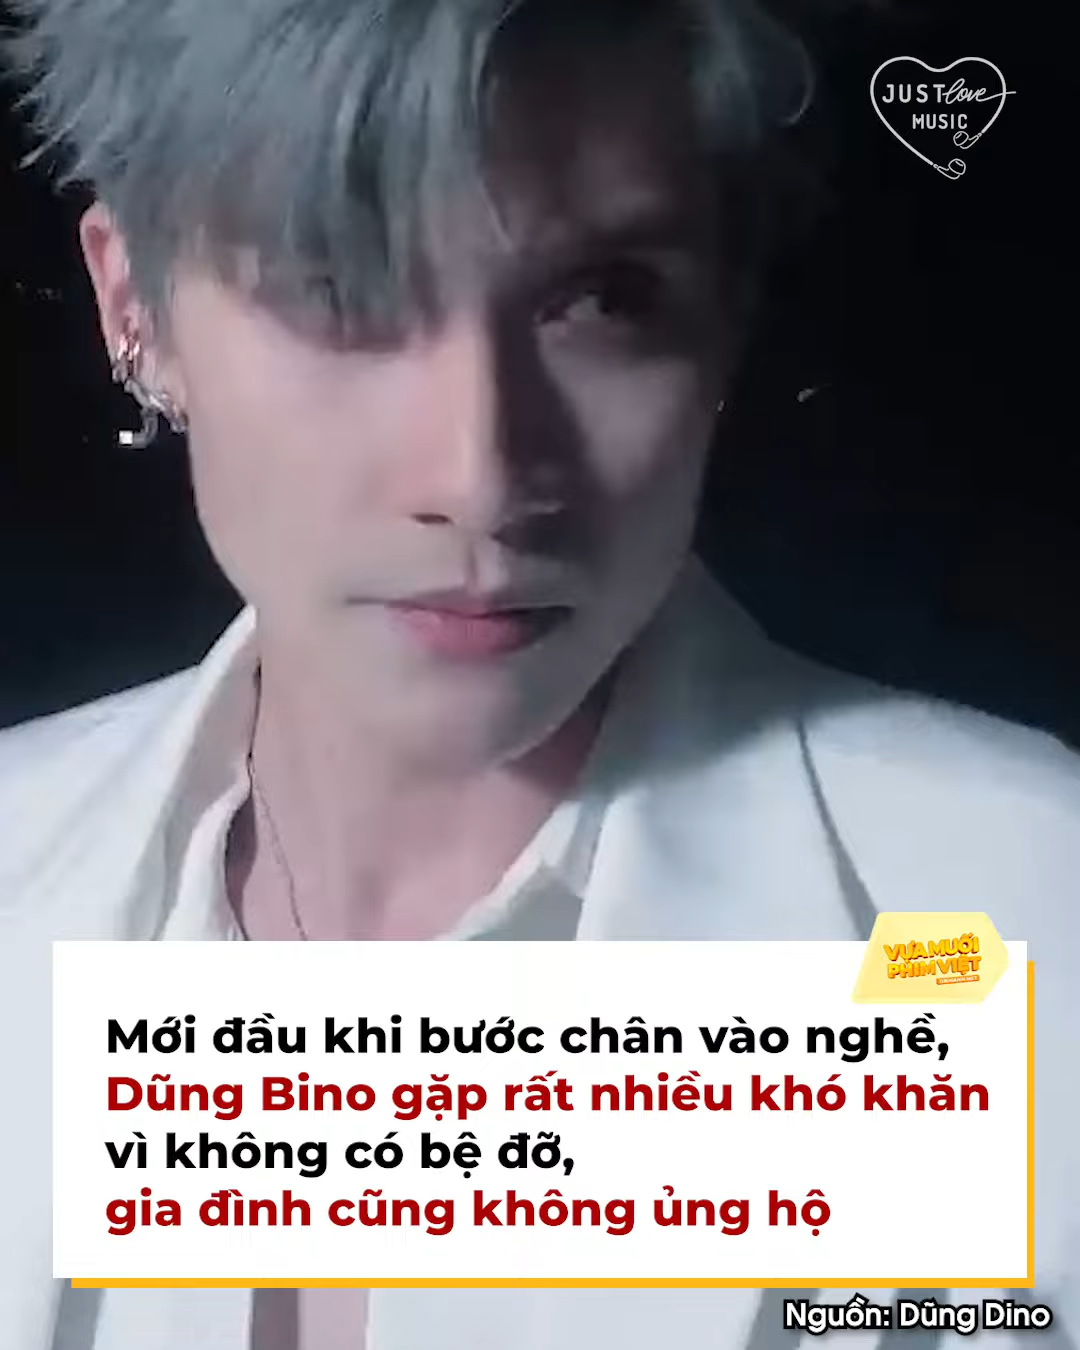 JUST love
MUSIC
VỰA MUỐI
PHIM VIỆT
Mới đầu khi bước chân vào nghề,
Dũng Bino gặp rất nhiều khó khăn
vì không có bệ đỡ,
gia đình cũng không ủng hộ
Nguồn: Dũng Dino